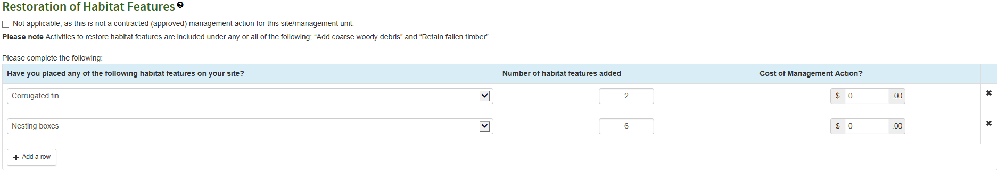 Restoration of Habitat Features
Not applicable, as this is not a contracted (approved) management action for this site/management unit.
Please note Activities to restore habitat features are included under any or all of the following; “Add coarse woody debris” and “Retain fallen timber”.
Please complete the following:
Have you placed any of the following habitat features on your site? Number of habitat features added Cost of Management Action?
Corrugated tin 2 $ 0 .00
Nesting boxes 6 $ 0 .00
Add a row